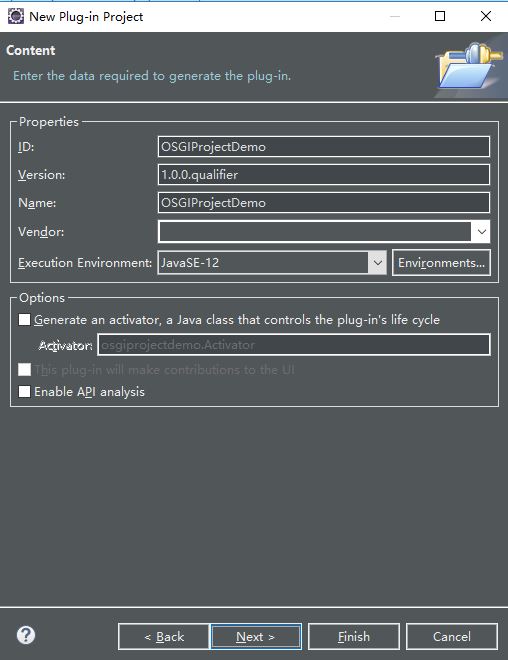 New Plug-in Project
Content
Enter the data required to generate the plug-in.
Properties
ID: OSGIProjectDemo
Version: 1.0.0.qualifier
Name: OSGIProjectDemo
Vendor:
Execution Environment: JavaSE-12 Environments...
Options
Generate an activator, a Java class that controls the plug-in's life cycle
Activator: osgiprojectdemo.Activator
This plug-in will make contributions to the UI
Enable API analysis
? < Back Next > Finish Cancel